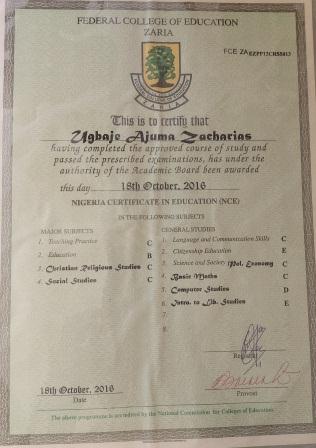 FEDERAL COLLEGE OF EDUCATION
ZARIA
FCE ZA
ZARIA
This is to certify that
Ugbaje Ajuma Zacharias
having completed the approved course of study and
passed the prescribed examinations, has under the
authority of the Academic Board been awarded
this day 18th October, 2016
NIGERIA CERTIFICATE IN EDUCATION (NCE)
IN THE FOLLOWING SUBJECTS
MAJOR SUBJECTS
1. Teaching Practice C
2. Education B
3. Christian Religious Studies C
4. Social Studies C
GENERAL STUDIES
1. Language and Communication Skills C
2. Citizenship Education E
3. Science and Society /Pol. Economy C
4. Basic Maths C
5. Computer Studies D
6. Intro. to Lib. Studies E
7.
8.
Registrar
18th October, 2016
Date
Provost
The above programme is accredited by the National Commission for Colleges of Education.